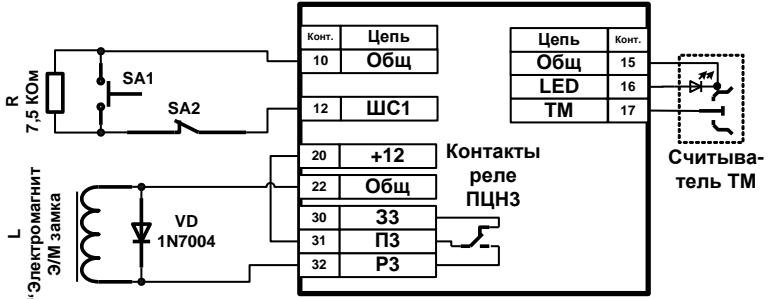 Конт. Цепь
10 Общ
12 ШС1
20 +12
22 Общ
30 З3
31 П3
32 Р3
Цепь Конт.
Общ 15
LED 16
ТМ 17
R
7,5 КОм
SA1
SA2
L
"Электромагнит
Э/М замка
VD
1N7004
Контакты
реле
ПЦН3
Считыва-
тель ТМ